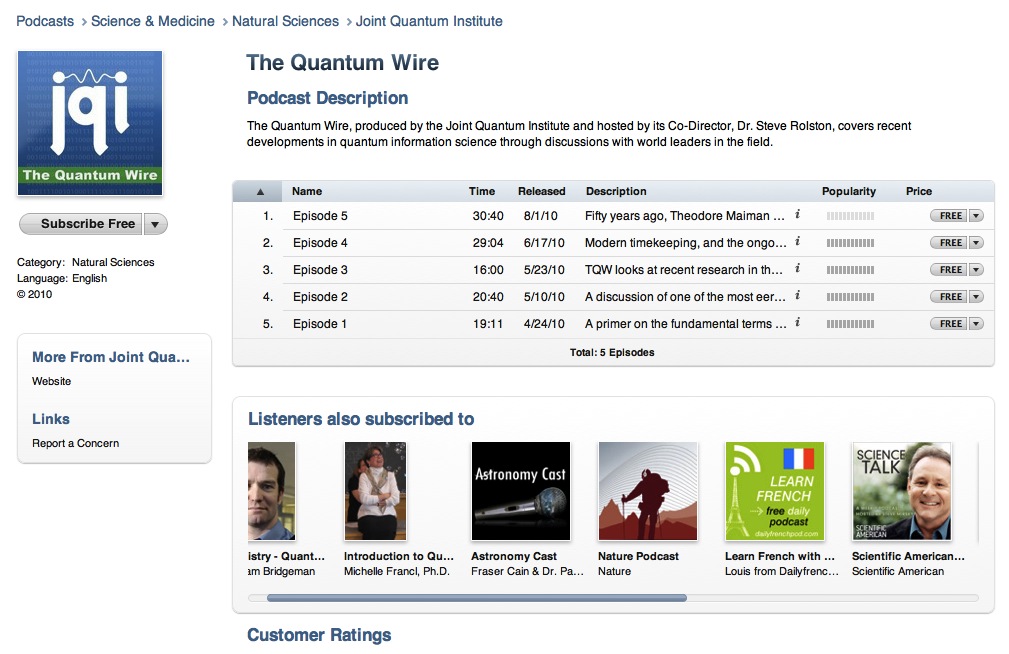 Podcasts › Science & Medicine › Natural Sciences › Joint Quantum Institute
jqi
The Quantum Wire
Subscribe Free
Category: Natural Sciences
Language: English
© 2010
More From Joint Qua...
Website
Links
Report a Concern
The Quantum Wire
Podcast Description
The Quantum Wire, produced by the Joint Quantum Institute and hosted by its Co-Director, Dr. Steve Rolston, covers recent
developments in quantum information science through discussions with world leaders in the field.
▲ Name Time Released Description Popularity Price
1. Episode 5 30:40 8/1/10 Fifty years ago, Theodore Maiman ... i FREE
2. Episode 4 29:04 6/17/10 Modern timekeeping, and the ongo... i FREE
3. Episode 3 16:00 5/23/10 TQW looks at recent research in th... i FREE
4. Episode 2 20:40 5/10/10 A discussion of one of the most eer... i FREE
5. Episode 1 19:11 4/24/10 A primer on the fundamental terms ... i FREE
Total: 5 Episodes
Listeners also subscribed to
Astronomy Cast
LEARN
FRENCH
free daily
podcast
dailyfrenchpod.com
SCIENCE
TALK
SCIENTIFIC
AMERICAN
istry - Quant... Introduction to Qu... Astronomy Cast Nature Podcast Learn French with ... Scientific American...
am Bridgeman Michelle Francl, Ph.D. Fraser Cain & Dr. Pa... Nature Louis from Dailyfrenc... Scientific American
Customer Ratings